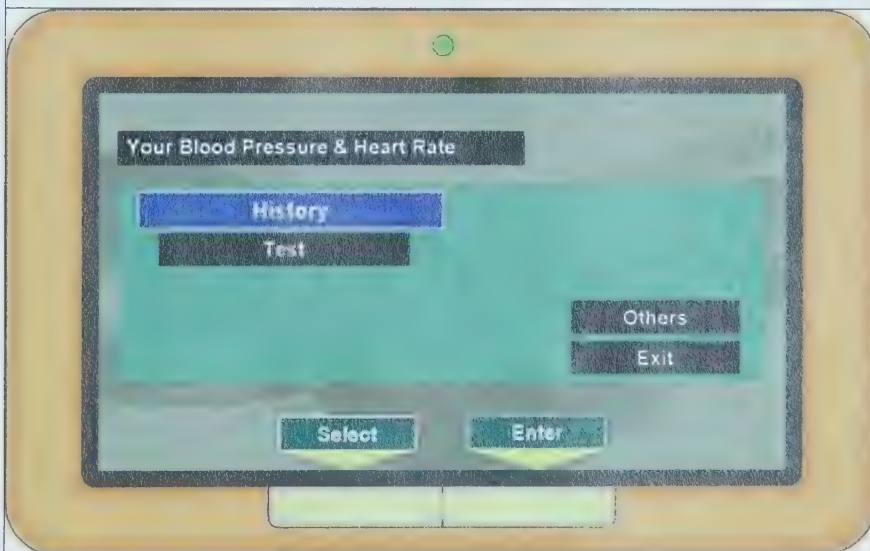 Your Blood Pressure & Heart Rate
History
Test
Others
Exit
Select
Enter